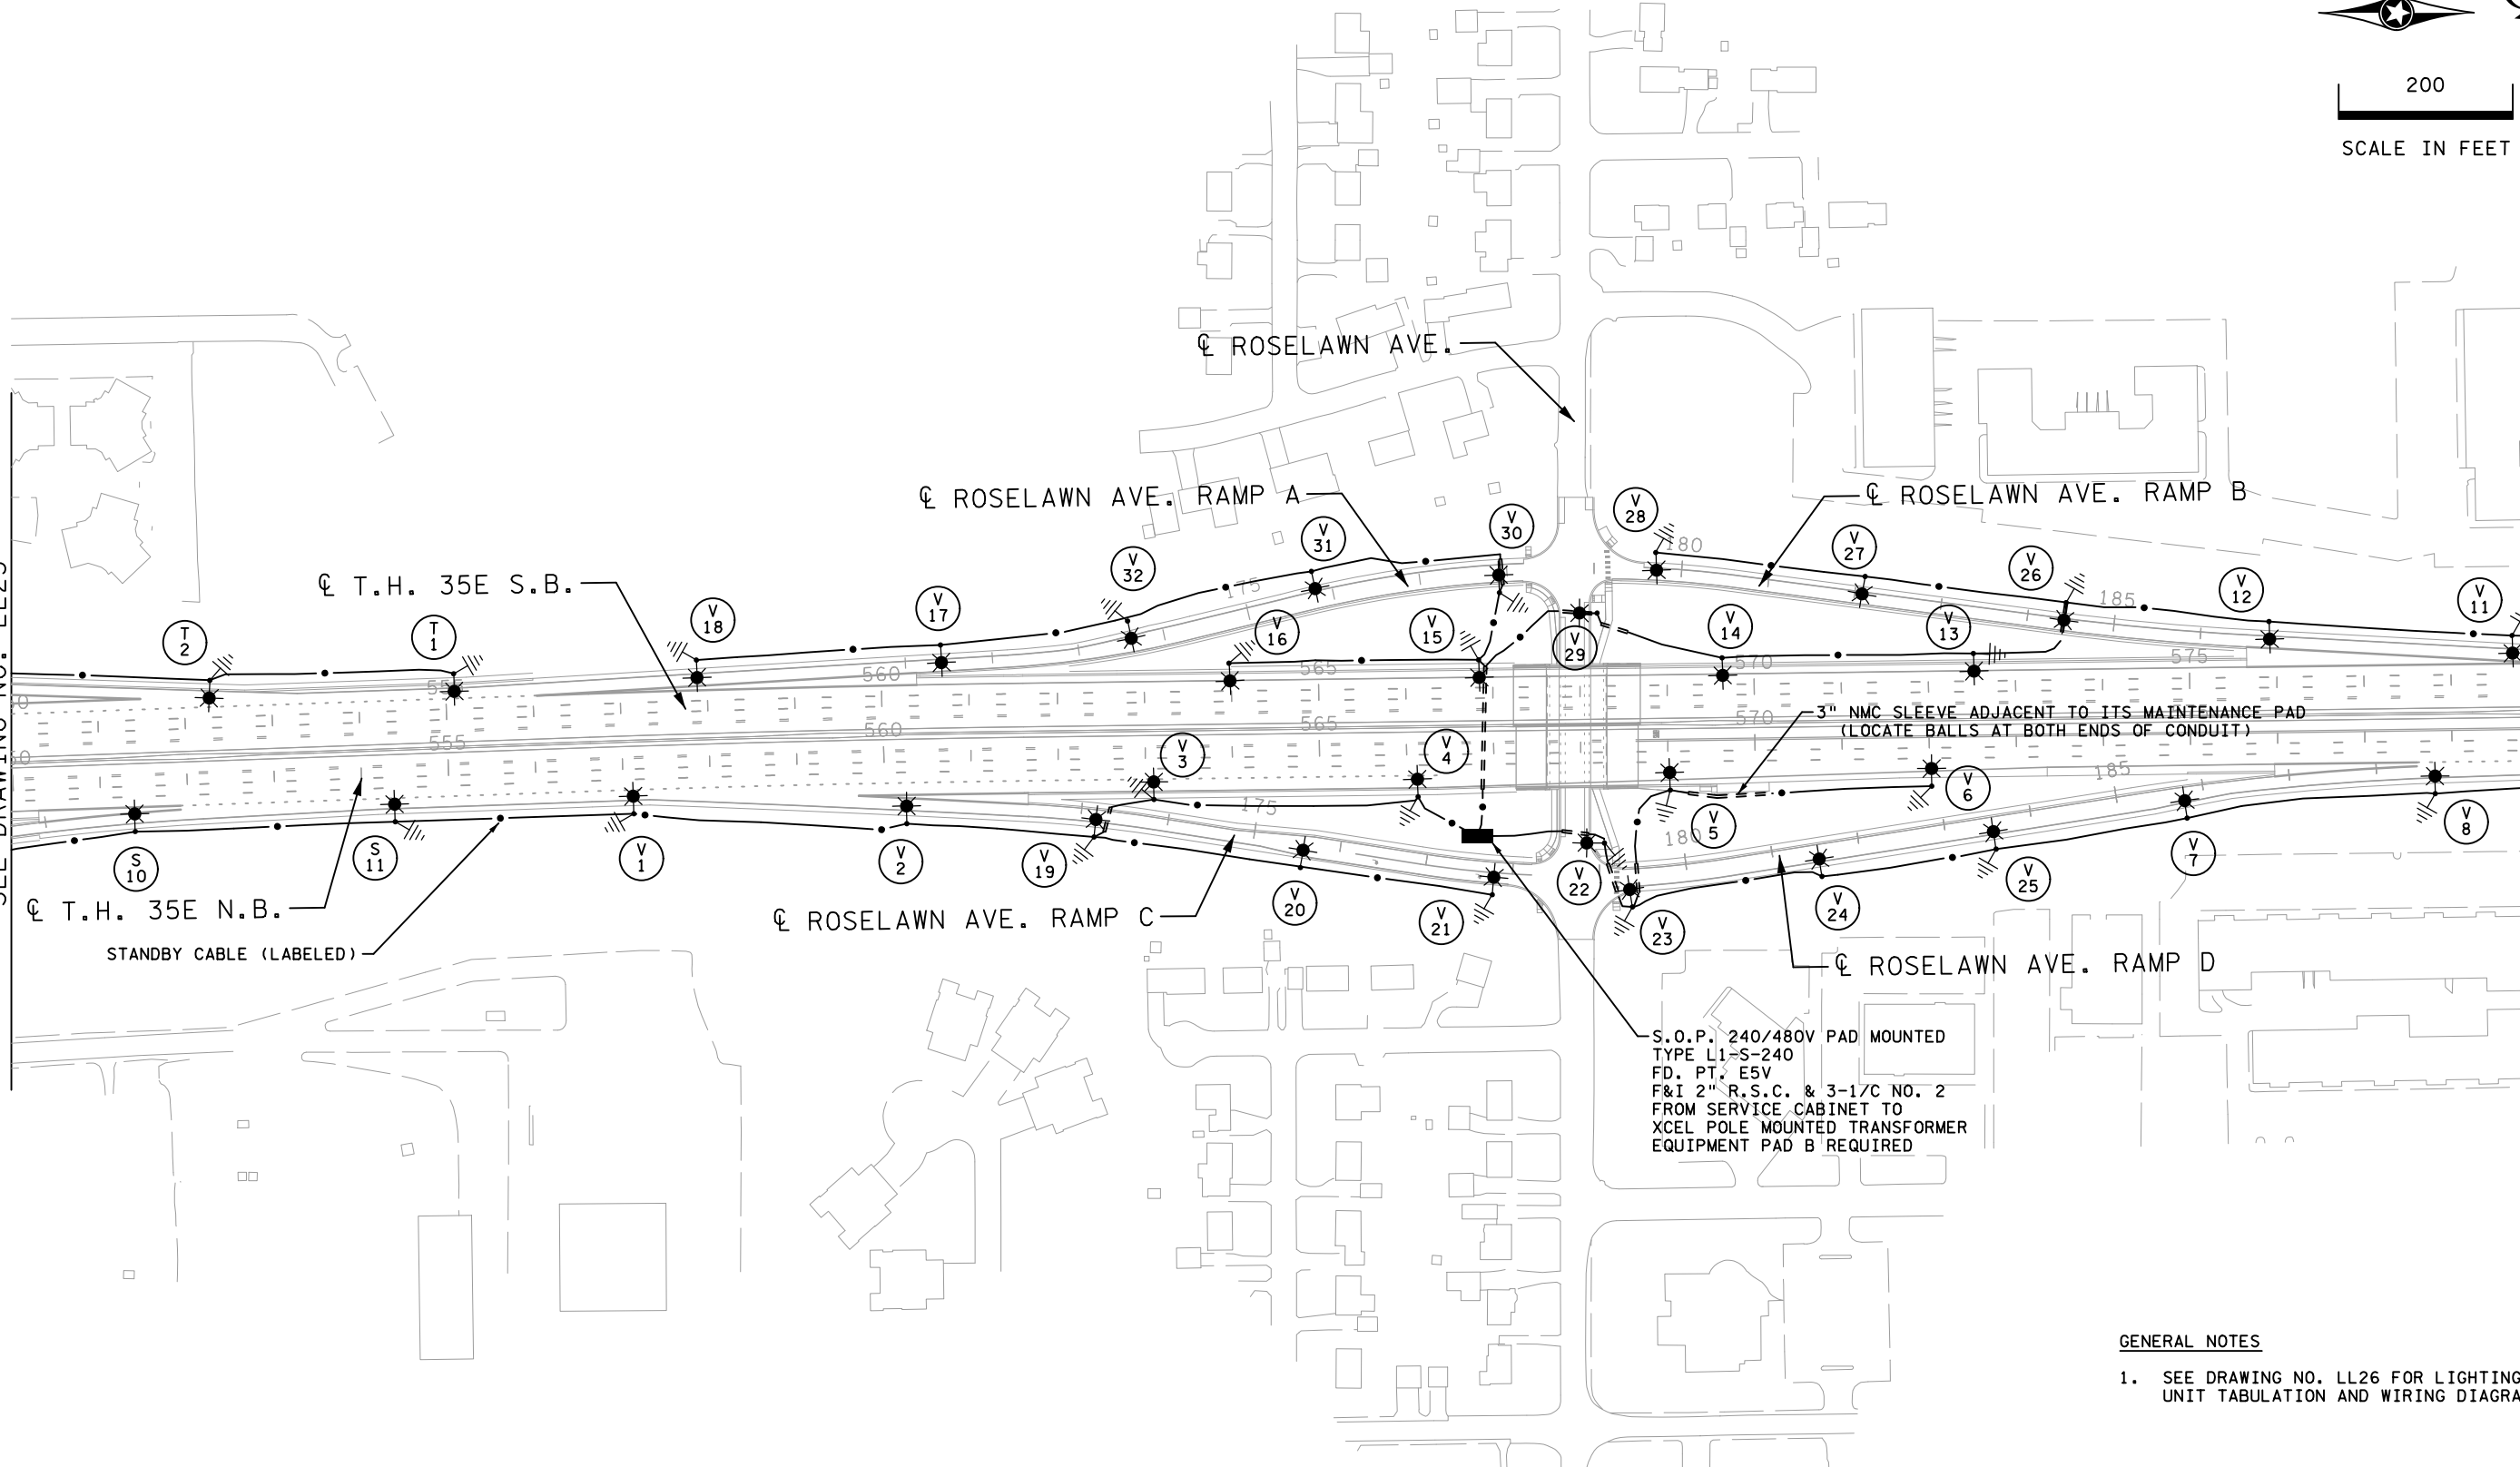 200
SCALE IN FEET
℄ ROSELAWN AVE.
℄ ROSELAWN AVE. RAMP A
℄ ROSELAWN AVE. RAMP B
V
28
V
30
V
31
180
V
27
V
32
V
26
℄ T.H. 35E S.B.
175
V
12
185
V
11
V
17
V
18
T
2
T
1
V
16
V
15
V
29
V
14
V
13
560
565
570
575
3" NMC SLEEVE ADJACENT TO ITS MAINTENANCE PAD
(LOCATE BALLS AT BOTH ENDS OF CONDUIT)
555
560
565
570
V
3
V
4
V
6
185
175
V
5
180
V
8
S
10
S
11
V
1
V
2
V
19
V
7
V
22
V
25
V
20
V
21
V
24
V
23
℄ T.H. 35E N.B.
℄ ROSELAWN AVE. RAMP C
STANDBY CABLE (LABELED)
℄ ROSELAWN AVE. RAMP D
S.O.P. 240/480V PAD MOUNTED
TYPE L1-S-240
FD. PT. E5V
F&I 2" R.S.C. & 3-1/C NO. 2
FROM SERVICE CABINET TO
XCEL POLE MOUNTED TRANSFORMER
EQUIPMENT PAD B REQUIRED
GENERAL NOTES
1. SEE DRAWING NO. LL26 FOR LIGHTING
UNIT TABULATION AND WIRING DIAGRA